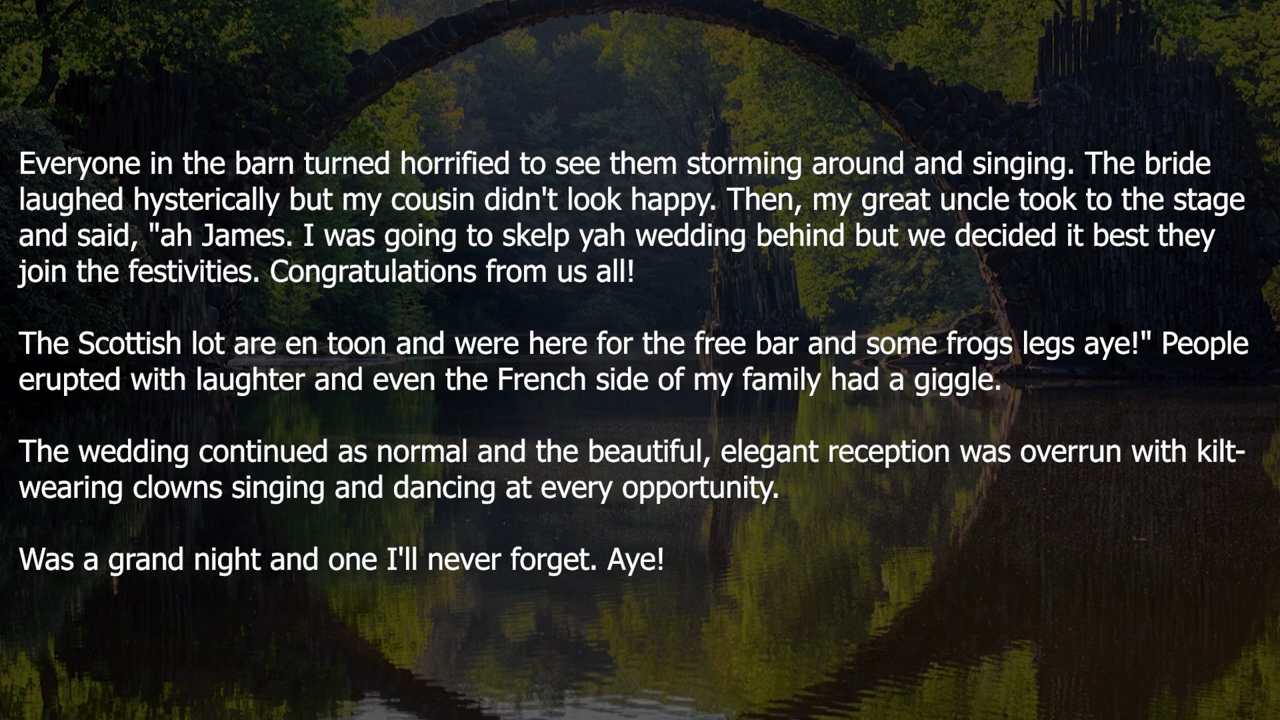 Everyone in the barn turned horrified to see them storming around and singing. The bride
laughed hysterically but my cousin didn't look happy. Then, my great uncle took to the stage
and said, "ah James. I was going to skelp yah wedding behind but we decided it best they
join the festivities. Congratulations from us all!
The Scottish lot are en toon and were here for the free bar and some frogs legs aye!" People
erupted with laughter and even the French side of my family had a giggle.
The wedding continued as normal and the beautiful, elegant reception was overrun with kilt-
wearing clowns singing and dancing at every opportunity.
Was a grand night and one I'll never forget. Aye!